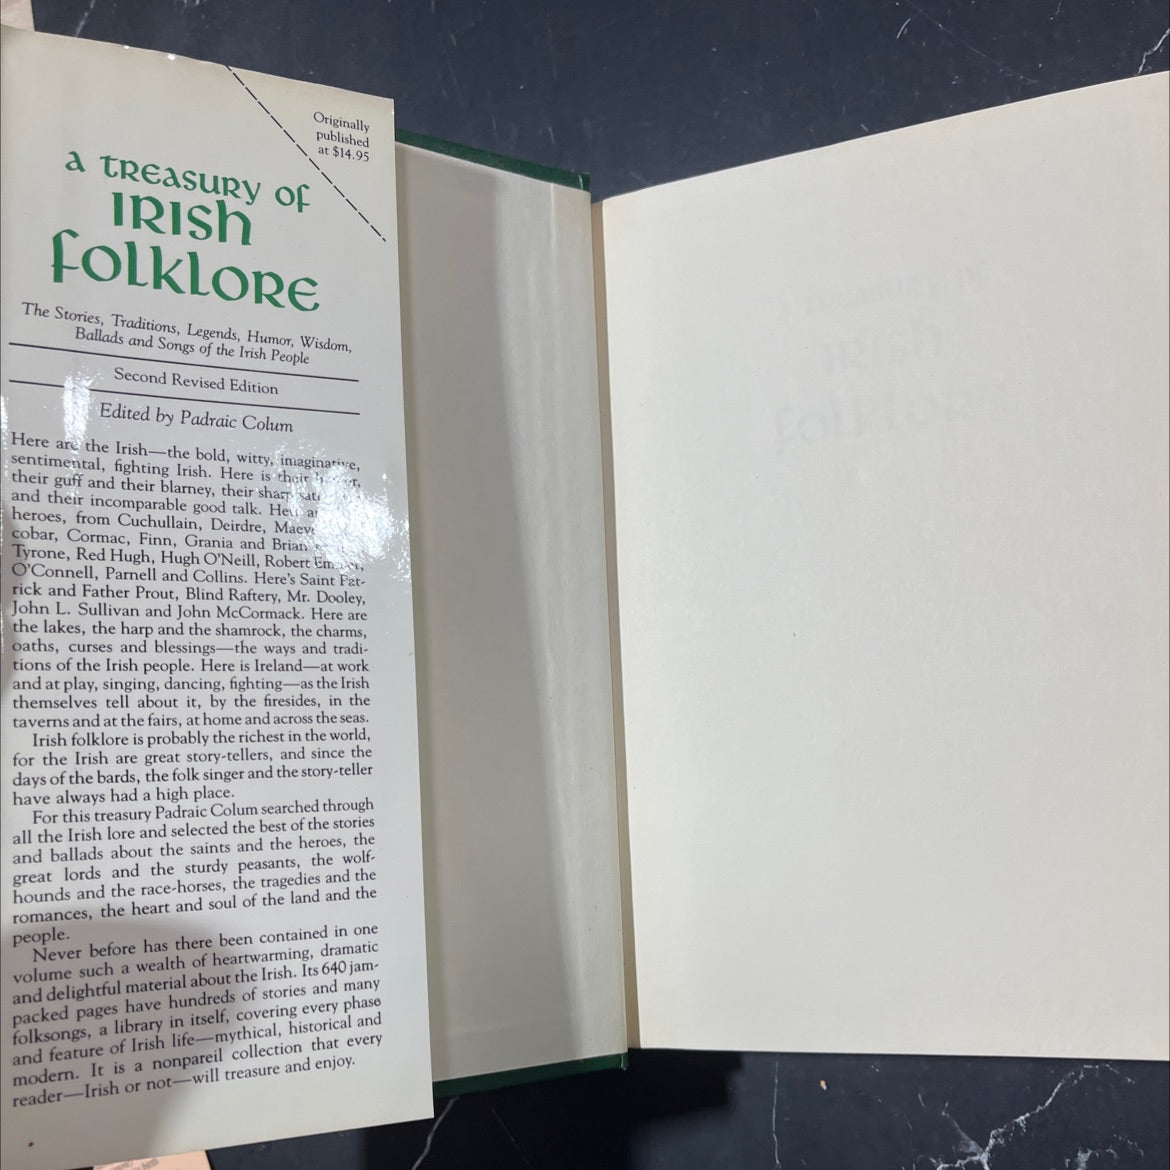 Originally
published
at $14.95
a treasury of
IRISH
folklore
The Stories, Traditions, Legends, Humor, Wisdom,
Ballads and Songs of the Irish People
Second Revised Edition
Edited by Padraic Colum
Here are the Irish—the bold, witty, imaginative,
sentimental, fighting Irish. Here is their
their guff and their blarney, their sharp
and their incomparable good talk.
heroes, from Cuchullain, Deirdre,
cobar, Cormac, Finn, Grania and Brian
Tyrone, Red Hugh, Hugh O'Neill, Robert
O'Connell, Parnell and Collins. Here's Saint Pat-
rick and Father Prout, Blind Raftery, Mr. Dooley,
John L. Sullivan and John McCormack. Here are
the lakes, the harp and the shamrock, the charms,
oaths, curses and blessings—the ways and tradi-
tions of the Irish people. Here is Ireland—at work
and at play, singing, dancing, fighting—as the Irish
themselves tell about it, by the firesides, in the
taverns and at the fairs, at home and across the seas.
Irish folklore is probably the richest in the world,
for the Irish are great story-tellers, and since the
days of the bards, the folk singer and the story-teller
have always had a high place.
For this treasury Padraic Colum searched through
all the Irish lore and selected the best of the stories
and ballads about the saints and the heroes, the
great lords and the sturdy peasants, the wolf-
hounds and the race-horses, the tragedies and the
romances, the heart and soul of the land and the
people.
Never before has there been contained in one
volume such a wealth of heartwarming, dramatic
and delightful material about the Irish. Its 640 jam-
packed pages have hundreds of stories and many
folksongs, a library in itself, covering every phase
and feature of Irish life—mythical, historical and
modern. It is a nonpareil collection that every
reader—Irish or not—will treasure and enjoy.